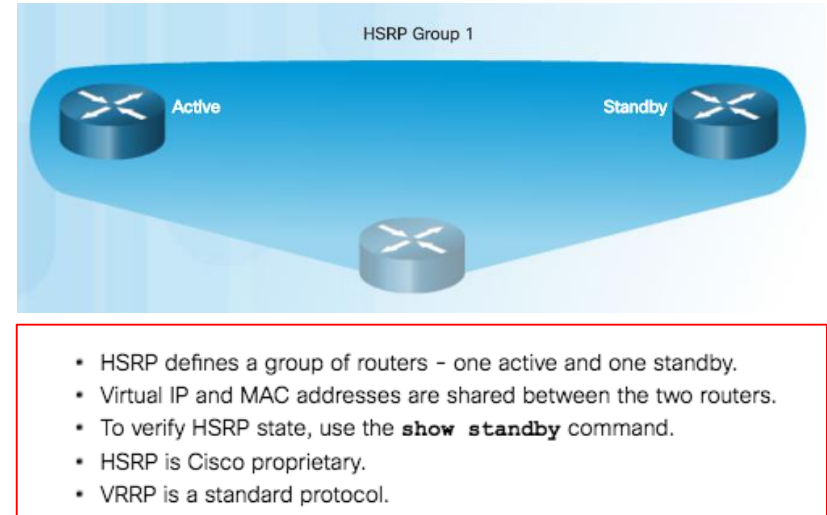 HSRP Group 1
Active
Standby
• HSRP defines a group of routers - one active and one standby.
• Virtual IP and MAC addresses are shared between the two routers.
• To verify HSRP state, use the show standby command.
• HSRP is Cisco proprietary.
• VRRP is a standard protocol.